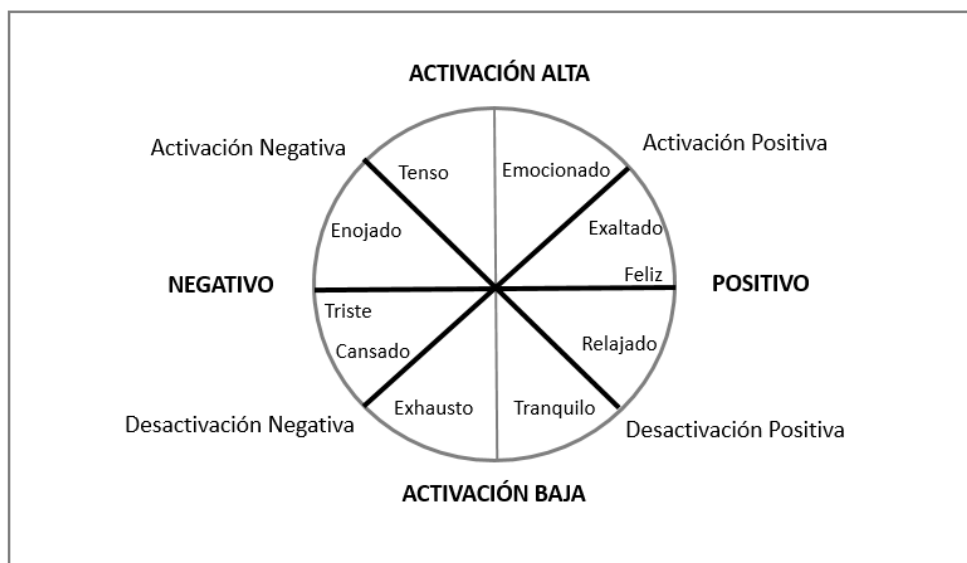 ACTIVACIÓN ALTA
Activación Negativa
Activación Positiva
Tenso
Emocionado
Enojado
Exaltado
Feliz
NEGATIVO
POSITIVO
Triste
Relajado
Cansado
Exhausto
Tranquilo
Desactivación Negativa
Desactivación Positiva
ACTIVACIÓN BAJA